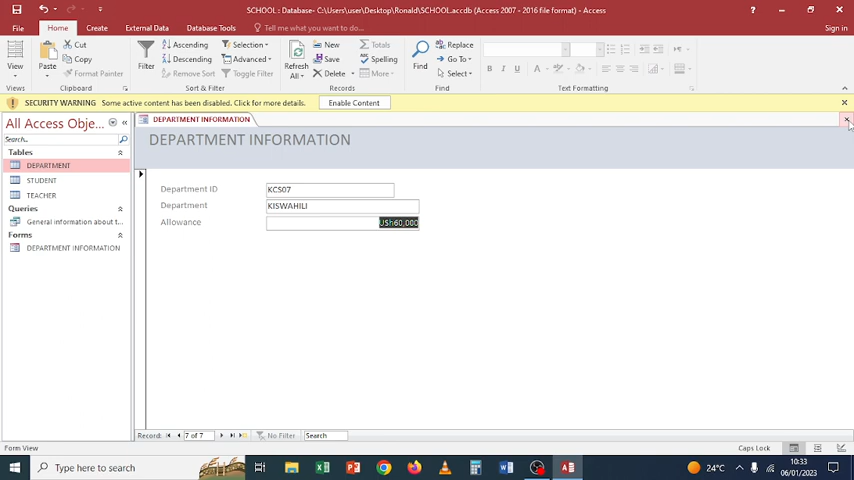 SCHOOL : Database- C:\Users\user\Desktop\Ronald\SCHOOL.accdb (Access 2007 - 2016 file format) - Access
? Sign in
File Home Create External Data Database Tools Tell me what you want to do...
View
Views
Paste
Cut
Copy
Format Painter
Clipboard
Filter
Ascending
Descending
Remove Sort
Selection
Advanced
Toggle Filter
Sort & Filter
Refresh
All
New
Save
Delete
Totals
Spelling
More
Records
Find
Replace
Go To
Select
Find
B I U A
Text Formatting
SECURITY WARNING Some active content has been disabled. Click for more details. Enable Content
All Access Obje...
Search...
Tables
DEPARTMENT
STUDENT
TEACHER
Queries
General information about t...
Forms
DEPARTMENT INFORMATION
DEPARTMENT INFORMATION
DEPARTMENT INFORMATION
Department ID KCS07
Department KISWAHILI
Allowance USh60,000
Record: 7 of 7 No Filter Search
Form View Caps Lock
Type here to search
24°C
10:33
06/01/2023